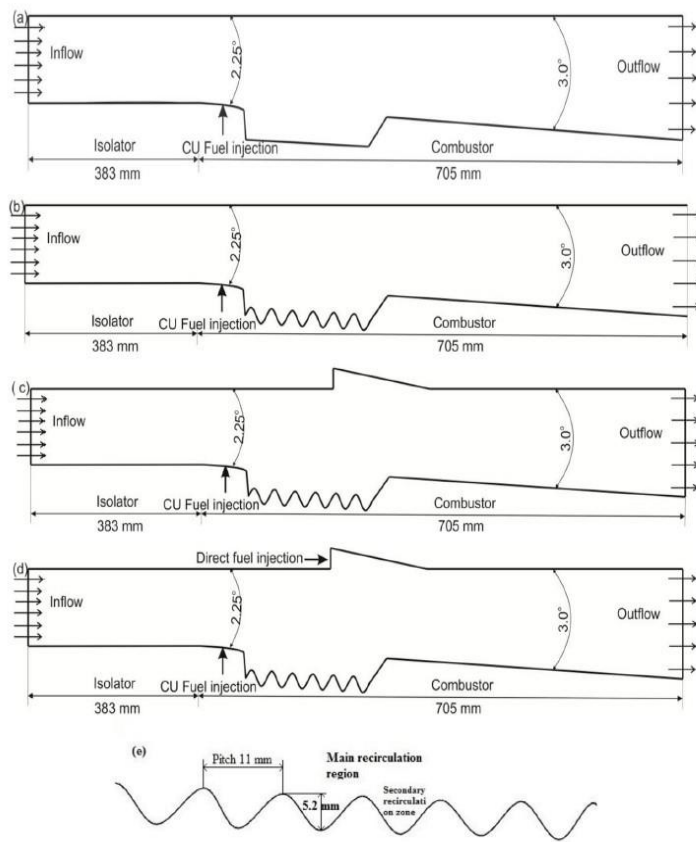 (a)
Inflow
2.25°
3.0°
Outflow
Isolator
CU Fuel injection
Combustor
383 mm
705 mm
(b)
Inflow
2.25°
3.0°
Outflow
CU Fuel injection
Isolator
Combustor
383 mm
705 mm
(c)
Inflow
2.25°
3.0°
Outflow
Isolator
CU Fuel injection
Combustor
383 mm
705 mm
Direct fuel injection
(d)
Inflow
2.25°
3.0°
Outflow
Isolator
CU Fuel injection
Combustor
383 mm
705 mm
(e)
Pitch 11 mm
Main recirculation
region
5.2 mm
Secondary
recirculati
on zone